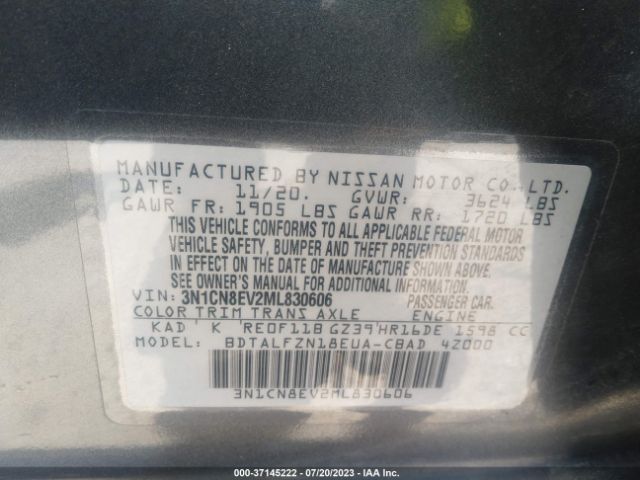 MANUFACTURED BY NISSAN MOTOR CO., LTD.
DATE: 11/20. GVWR: 3624 LBS
GAWR FR: 1905 LBS GAWR RR: 1720 LBS
THIS VEHICLE CONFORMS TO ALL APPLICABLE FEDERAL MOTOR
VEHICLE SAFETY, BUMPER AND THEFT PREVENTION STANDARDS
IN EFFECT ON THE DATE OF MANUFACTURE SHOWN ABOVE.
SEE OWNER'S MANUAL FOR ADDITIONAL INFORMATION.
VIN: 3N1CN8EV2ML830606 PASSENGER CAR.
COLOR TRIM TRANS AXLE ENGINE
KAD K RE0F11B GZ39 HR16DE 1598 CC
MODEL: BDTALFZN18EUA-CBAD 42000
3N1CN8EV2ML830606
000-37145222 - 07/20/2023 - IAA Inc.